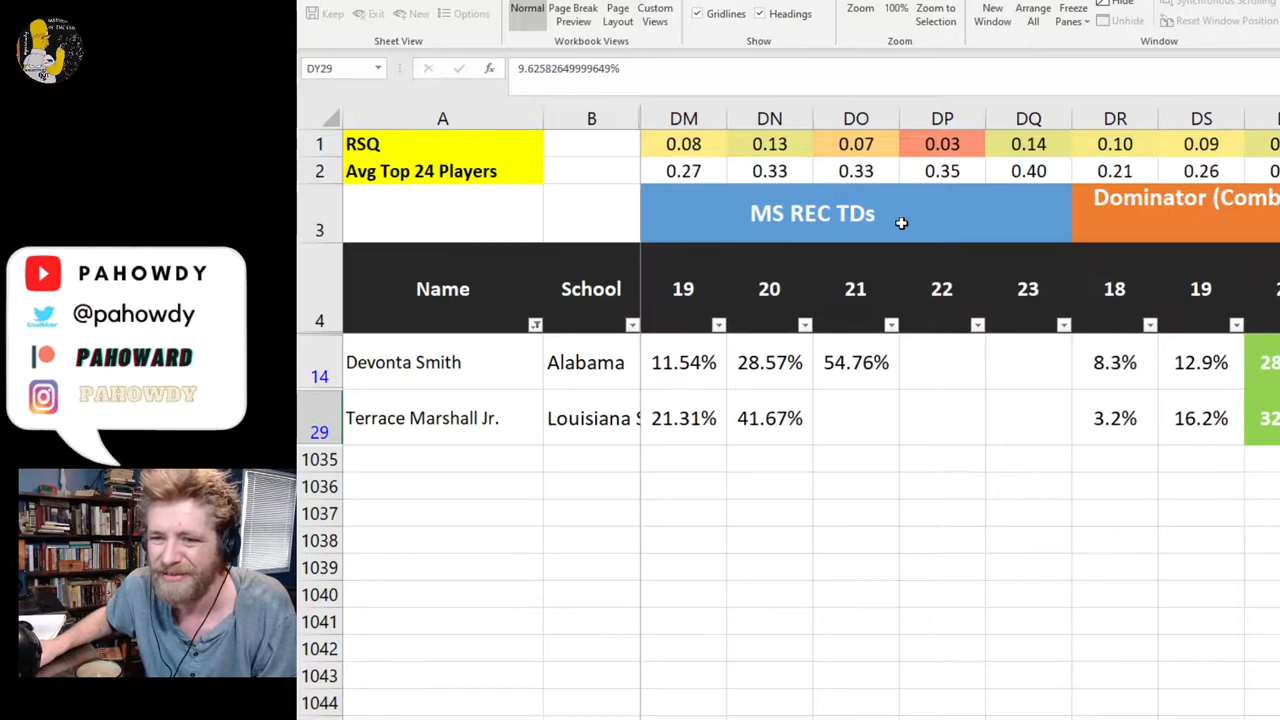 Keep Exit New Options
Sheet View
Normal Page Break Preview Page Layout Custom Views
Workbook Views
Gridlines Headings
Show
Zoom 100% Zoom to Selection
Zoom
New Window Arrange All Freeze Panes Hide Unhide
Synchronous Scrolling
Reset Window Position
Window
DY29 fx 9.62582649999649%
A B DM DN DO DP DQ DR DS
1 RSQ 0.08 0.13 0.07 0.03 0.14 0.10 0.09
2 Avg Top 24 Players 0.27 0.33 0.33 0.35 0.40 0.21 0.26
3 MS REC TDs Dominator (Comb
4 Name School 19 20 21 22 23 18 19
14 Devonta Smith Alabama 11.54% 28.57% 54.76% 8.3% 12.9% 28
29 Terrace Marshall Jr. Louisiana S 21.31% 41.67% 3.2% 16.2% 32
1035
1036
1037
1038
1039
1040
1041
1042
1043
1044
PAHOWDY
@pahowdy
PAHOWARD
PAHOWDY